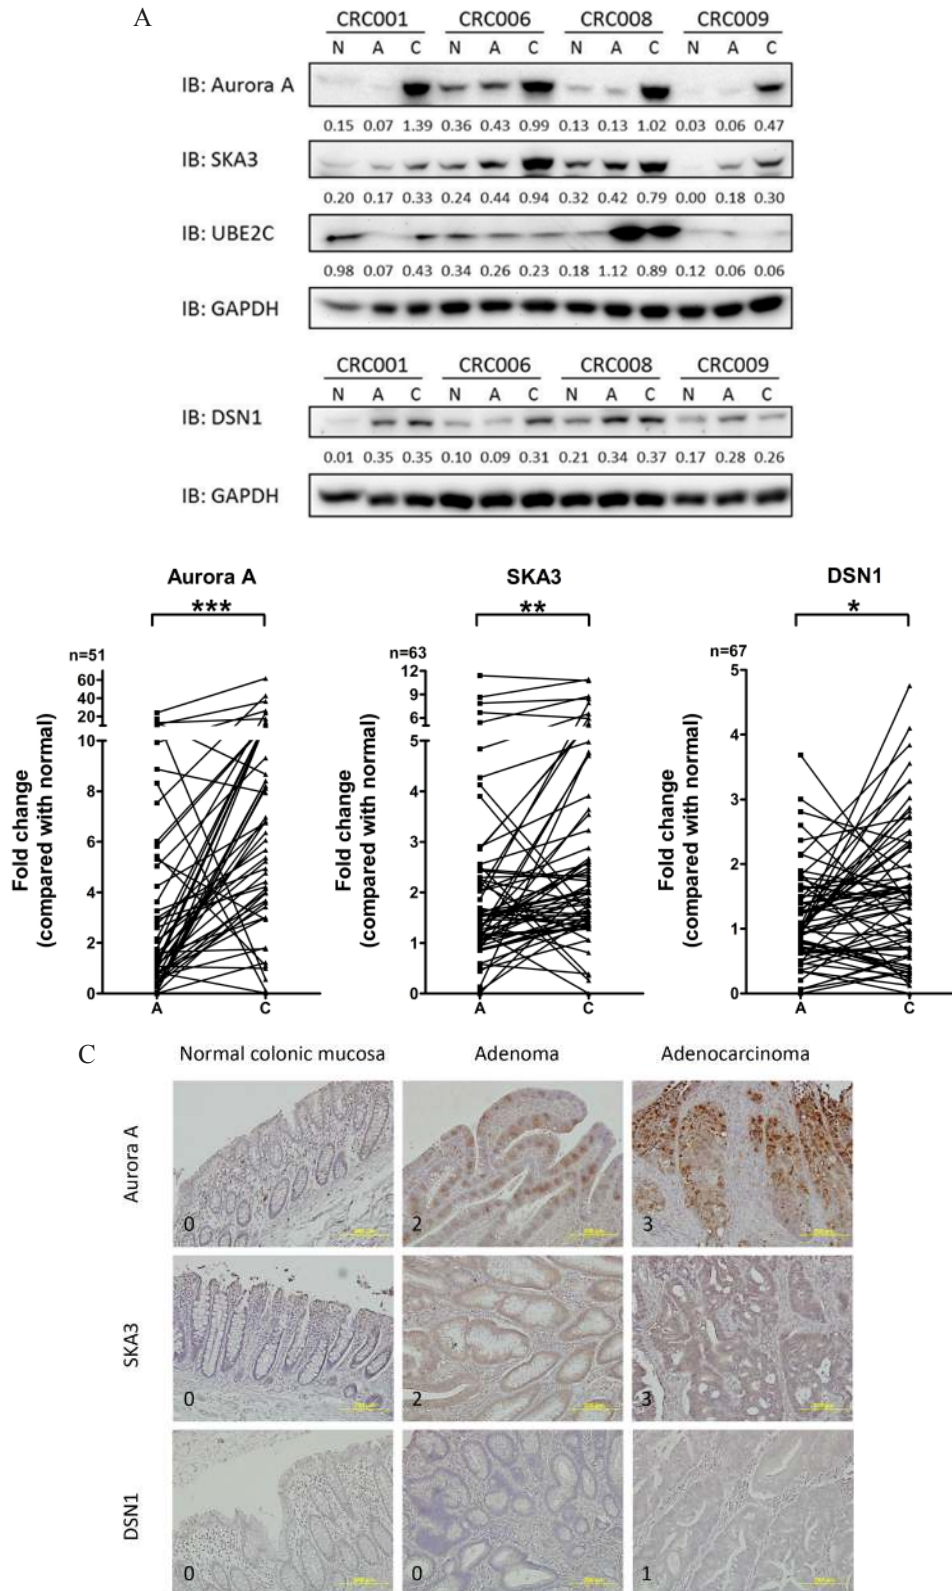 A
CRC001 CRC006 CRC008 CRC009
N A C N A C N A C N A C
IB: Aurora A
0.15 0.07 1.39 0.36 0.43 0.99 0.13 0.13 1.02 0.03 0.06 0.47
IB: SKA3
0.20 0.17 0.33 0.24 0.44 0.94 0.32 0.42 0.79 0.00 0.18 0.30
IB: UBE2C
0.98 0.07 0.43 0.34 0.26 0.23 0.18 1.12 0.89 0.12 0.06 0.06
IB: GAPDH
CRC001 CRC006 CRC008 CRC009
N A C N A C N A C N A C
IB: DSN1
0.01 0.35 0.35 0.10 0.09 0.31 0.21 0.34 0.37 0.17 0.28 0.26
IB: GAPDH
Aurora A
***
n=51
60
40
20
10
8
6
4
2
0
Fold change
(compared with normal)
A C
SKA3
**
n=63
12
9
6
5
4
3
2
1
0
Fold change
(compared with normal)
A C
DSN1
*
n=67
5
4
3
2
1
0
Fold change
(compared with normal)
A C
C
Normal colonic mucosa Adenoma Adenocarcinoma
Aurora A
0 2 3
SKA3
0 2 3
DSN1
0 0 1